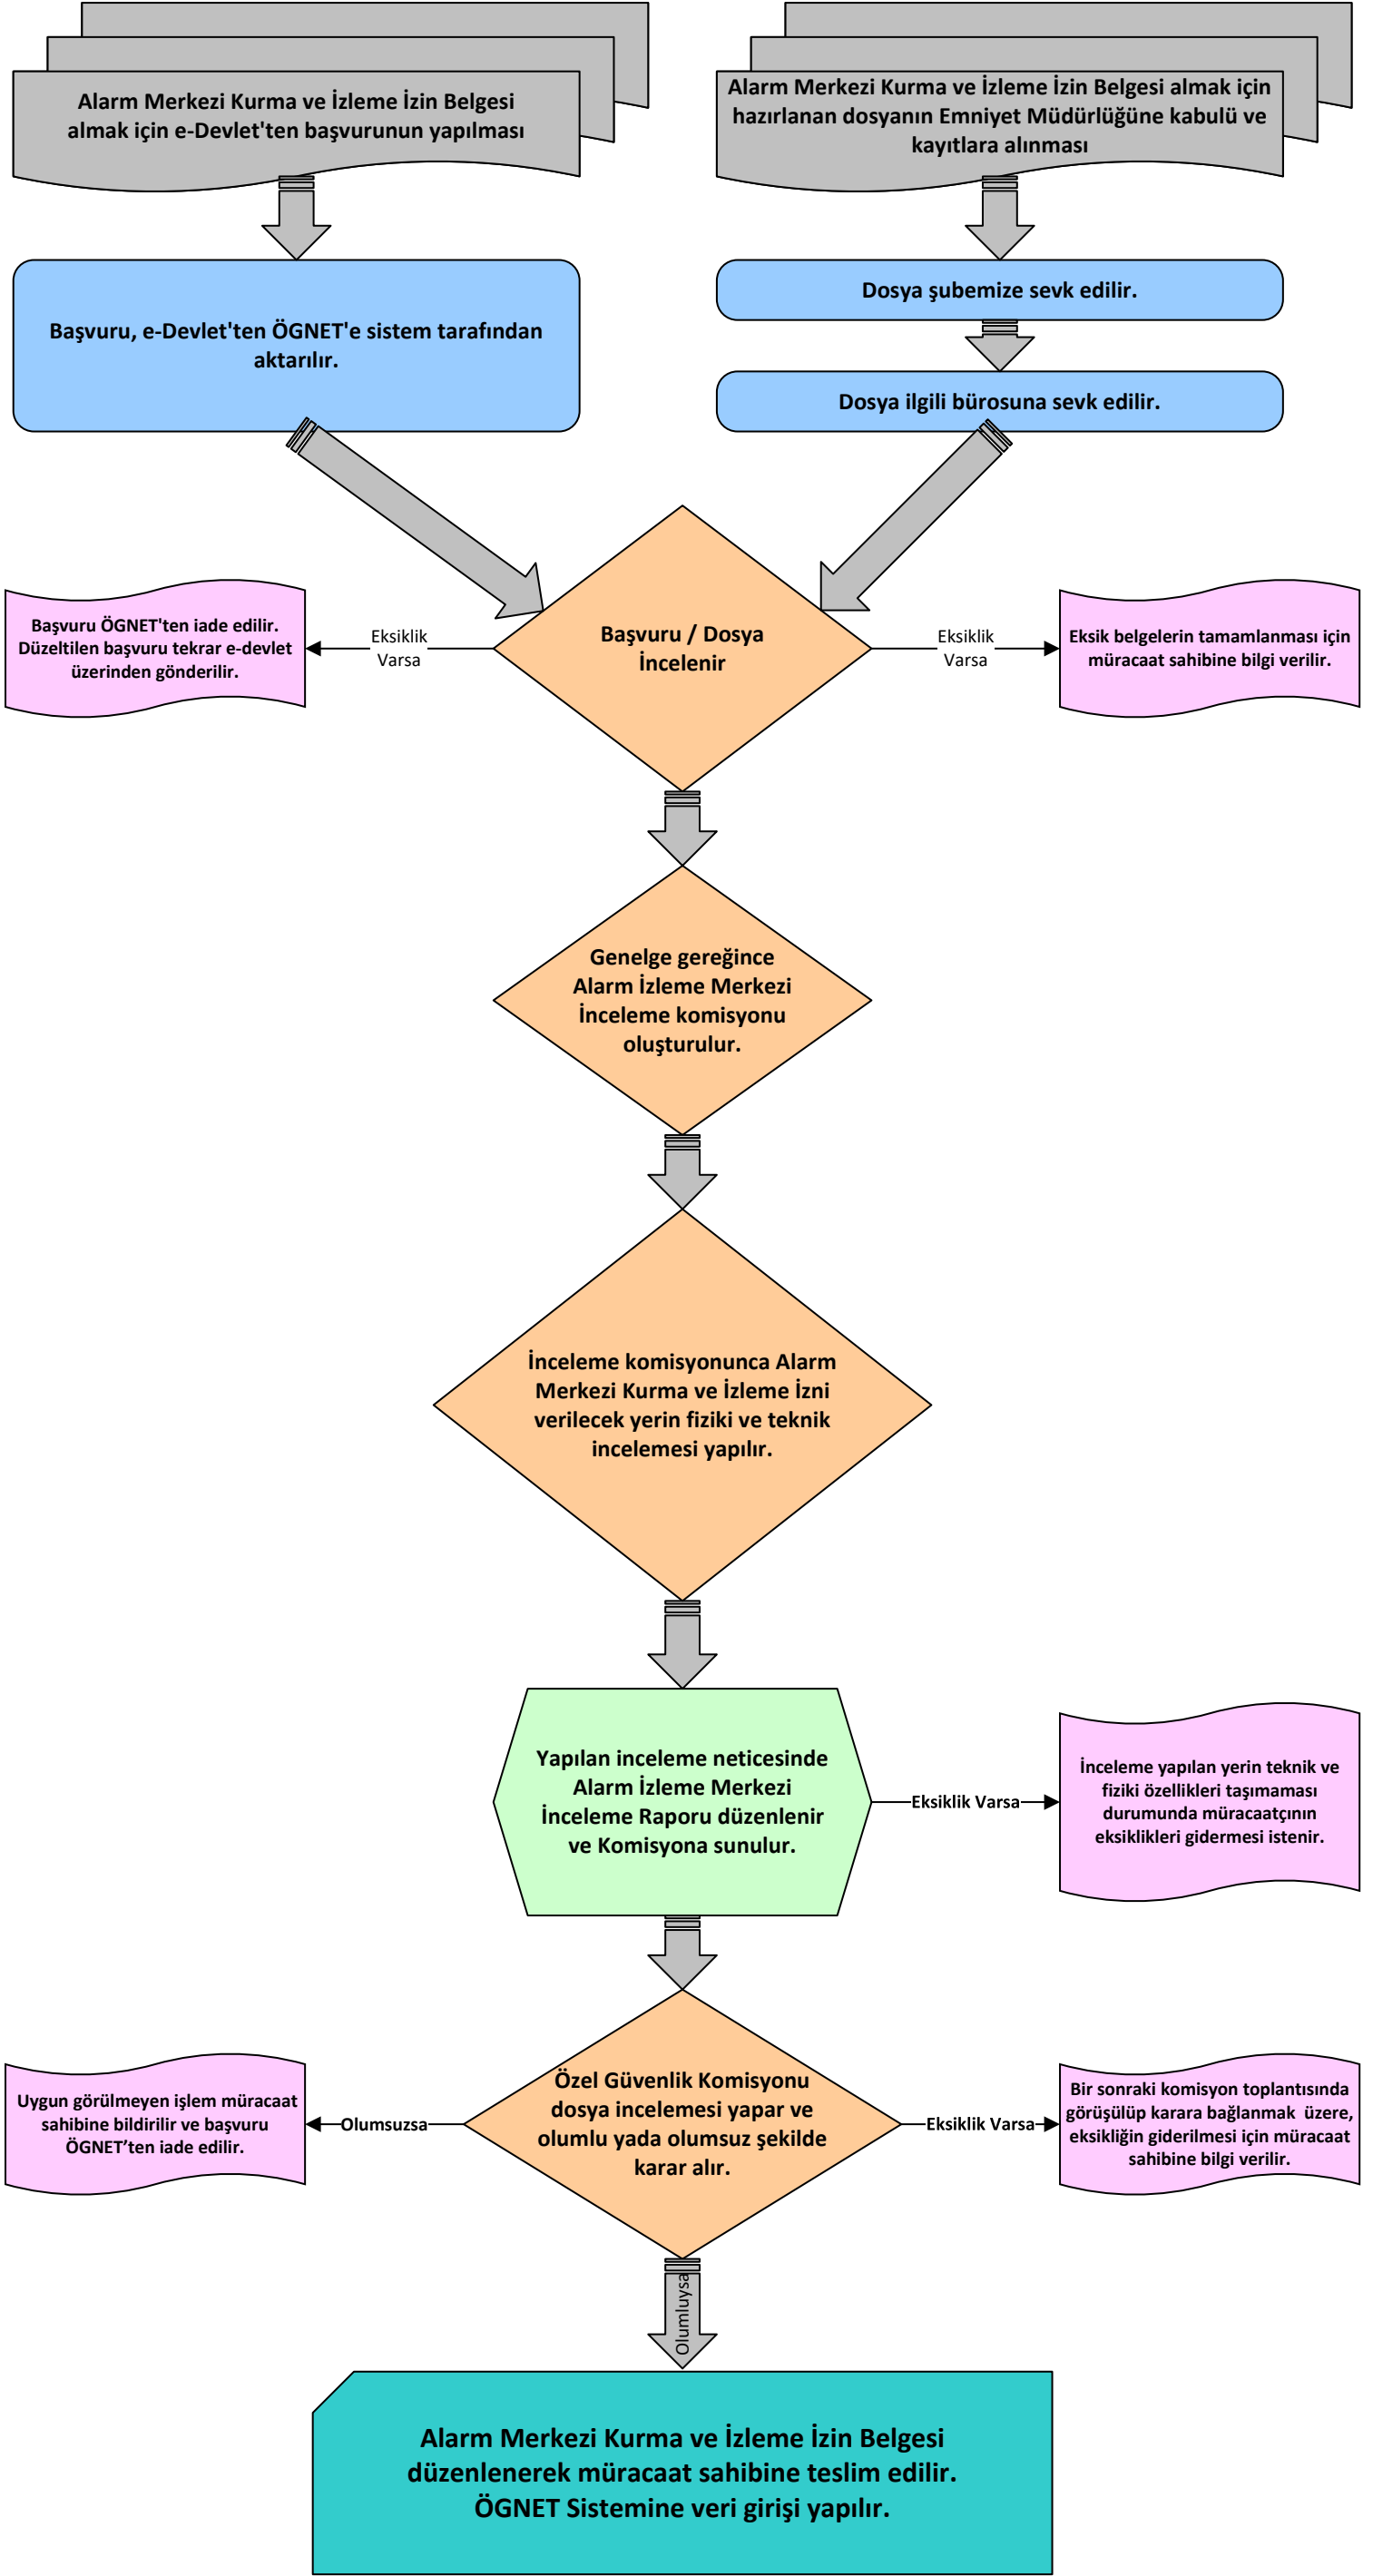 Alarm Merkezi Kurma ve İzleme İzin Belgesi
almak için e-Devlet'ten başvurunun yapılması
Alarm Merkezi Kurma ve İzleme İzin Belgesi almak için
hazırlanan dosyanın Emniyet Müdürlüğüne kabulü ve
kayıtlara alınması
Başvuru, e-Devlet'ten ÖGNET'e sistem tarafından
aktarılır.
Dosya şubemize sevk edilir.
Dosya ilgili bürosuna sevk edilir.
Başvuru / Dosya
İncelenir
Eksiklik
Varsa
Başvuru ÖGNET'ten iade edilir.
Düzeltilen başvuru tekrar e-devlet
üzerinden gönderilir.
Eksiklik
Varsa
Eksik belgelerin tamamlanması için
müracaat sahibine bilgi verilir.
Genelge gereğince
Alarm İzleme Merkezi
İnceleme komisyonu
oluşturulur.
İnceleme komisyonunca Alarm
Merkezi Kurma ve İzleme İzni
verilecek yerin fiziki ve teknik
incelemesi yapılır.
Yapılan inceleme neticesinde
Alarm İzleme Merkezi
İnceleme Raporu düzenlenir
ve Komisyona sunulur.
Eksiklik Varsa
İnceleme yapılan yerin teknik ve
fiziki özellikleri taşımaması
durumunda müracaatçının
eksiklikleri gidermesi istenir.
Özel Güvenlik Komisyonu
dosya incelemesi yapar ve
olumlu yada olumsuz şekilde
karar alır.
Olumsuzsa
Uygun görülmeyen işlem müracaat
sahibine bildirilir ve başvuru
ÖGNET’ten iade edilir.
Eksiklik Varsa
Bir sonraki komisyon toplantısında
görüşülüp karara bağlanmak  üzere,
eksikliğin giderilmesi için müracaat
sahibine bilgi verilir.
Olumluysa
Alarm Merkezi Kurma ve İzleme İzin Belgesi
düzenlenerek müracaat sahibine teslim edilir.
ÖGNET Sistemine veri girişi yapılır.